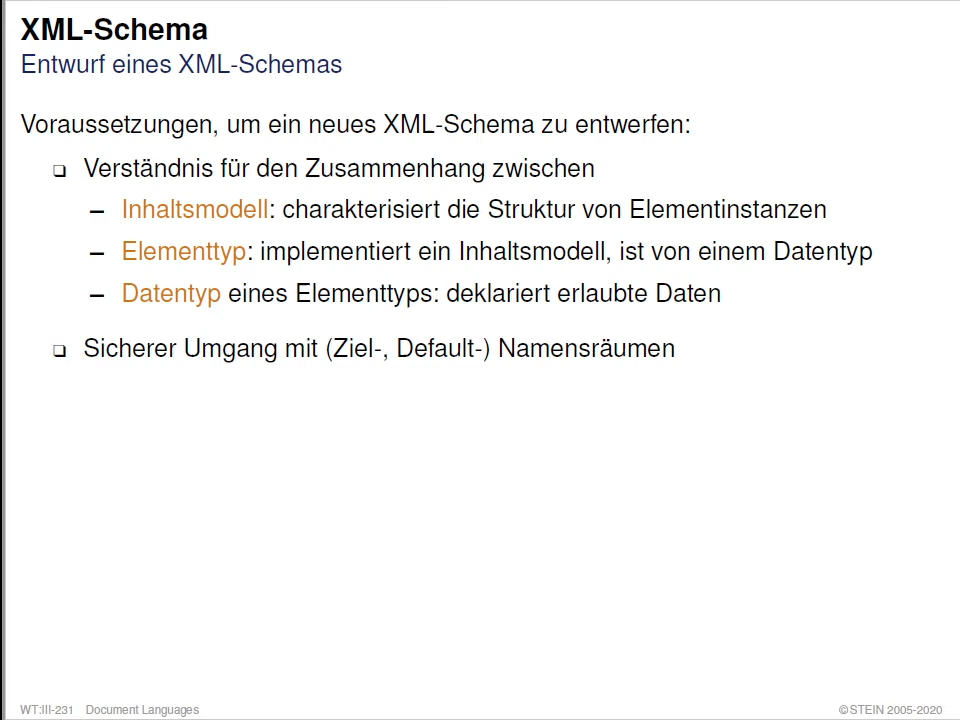 XML-Schema
Entwurf eines XML-Schemas
Voraussetzungen, um ein neues XML-Schema zu entwerfen:
❑ Verständnis für den Zusammenhang zwischen
– Inhaltsmodell: charakterisiert die Struktur von Elementinstanzen
– Elementtyp: implementiert ein Inhaltsmodell, ist von einem Datentyp
– Datentyp eines Elementtyps: deklariert erlaubte Daten
❑ Sicherer Umgang mit (Ziel-, Default-) Namensräumen
WT:III-231 Document Languages ©STEIN 2005-2020